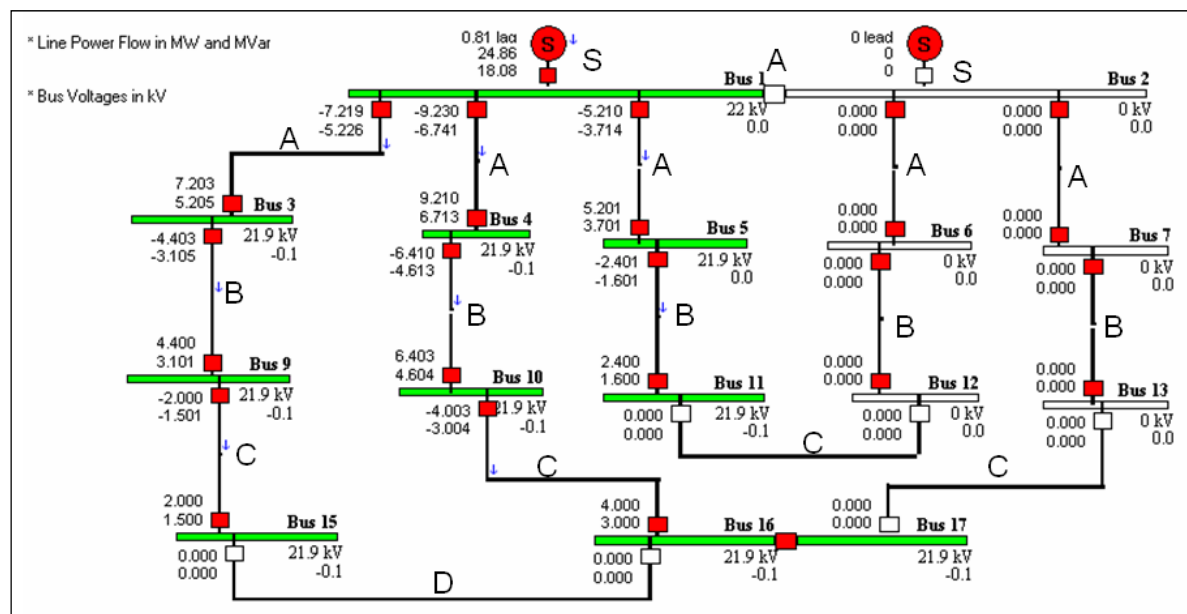 * Line Power Flow in MW and MVar
* Bus Voltages in kV
0.81 lag
24.86
18.08
S
S
0 lead
0
0
S
S
A
Bus 1
22 kV
0.0
Bus 2
0 kV
0.0
-7.219
-5.226
-9.230
-6.741
-5.210
-3.714
0.000
0.000
0.000
0.000
A
A
A
A
A
7.203
5.205
Bus 3
21.9 kV
-0.1
9.210
6.713
Bus 4
21.9 kV
-0.1
5.201
3.701
Bus 5
21.9 kV
0.0
0.000
0.000
Bus 6
0 kV
0.0
0.000
0.000
Bus 7
0 kV
0.0
-4.403
-3.105
-6.410
-4.613
-2.401
-1.601
0.000
0.000
0.000
0.000
B
B
B
B
B
4.400
3.101
Bus 9
21.9 kV
-0.1
6.403
4.604
Bus 10
21.9 kV
-0.1
2.400
1.600
Bus 11
21.9 kV
-0.1
0.000
0.000
Bus 12
0 kV
0.0
0.000
0.000
Bus 13
0 kV
0.0
-2.000
-1.501
-4.003
-3.004
0.000
0.000
0.000
0.000
0.000
0.000
C
C
C
C
2.000
1.500
Bus 15
21.9 kV
-0.1
4.000
3.000
Bus 16
21.9 kV
-0.1
0.000
0.000
Bus 17
21.9 kV
-0.1
0.000
0.000
0.000
0.000
D